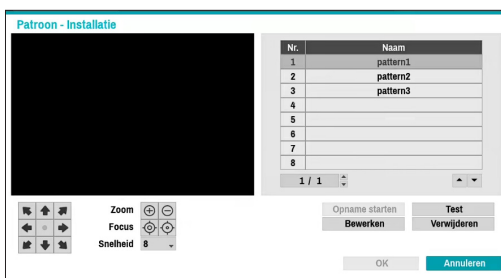 Patroon - Installatie
Nr. Naam
1 pattern1
2 pattern2
3 pattern3
4
5
6
7
8
1 / 1
Zoom
Focus
Snelheid 8
Opname starten Test
Bewerken Verwijderen
OK Annuleren